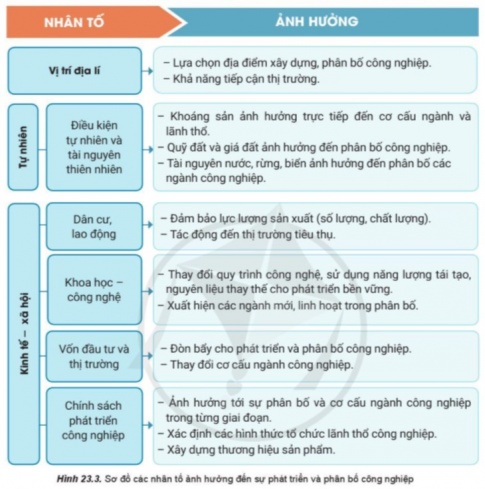 NHÂN TỐ
ẢNH HƯỞNG
Vị trí địa lí
– Lựa chọn địa điểm xây dựng, phân bố công nghiệp.
– Khả năng tiếp cận thị trường.
Tự nhiên
Điều kiện
tự nhiên và
tài nguyên
thiên nhiên
– Khoáng sản ảnh hưởng trực tiếp đến cơ cấu ngành và
lãnh thổ.
– Quỹ đất và giá đất ảnh hưởng đến phân bố công nghiệp.
– Tài nguyên nước, rừng, biển ảnh hưởng đến phân bố các
ngành công nghiệp.
Kinh tế – xã hội
Dân cư,
lao động
– Đảm bảo lực lượng sản xuất (số lượng, chất lượng).
– Tác động đến thị trường tiêu thụ.
Khoa học –
công nghệ
– Thay đổi quy trình công nghệ, sử dụng năng lượng tái tạo,
nguyên liệu thay thế cho phát triển bền vững.
– Xuất hiện các ngành mới, linh hoạt trong phân bố.
Vốn đầu tư và
thị trường
– Đòn bẩy cho phát triển và phân bố công nghiệp.
– Thay đổi cơ cấu ngành công nghiệp.
Chính sách
phát triển
công nghiệp
– Ảnh hưởng tới sự phân bố và cơ cấu ngành công nghiệp
trong từng giai đoạn.
– Xác định các hình thức tổ chức lãnh thổ công nghiệp.
– Xây dựng thương hiệu sản phẩm.
Hình 23.3. Sơ đồ các nhân tố ảnh hưởng đến sự phát triển và phân bố công nghiệp